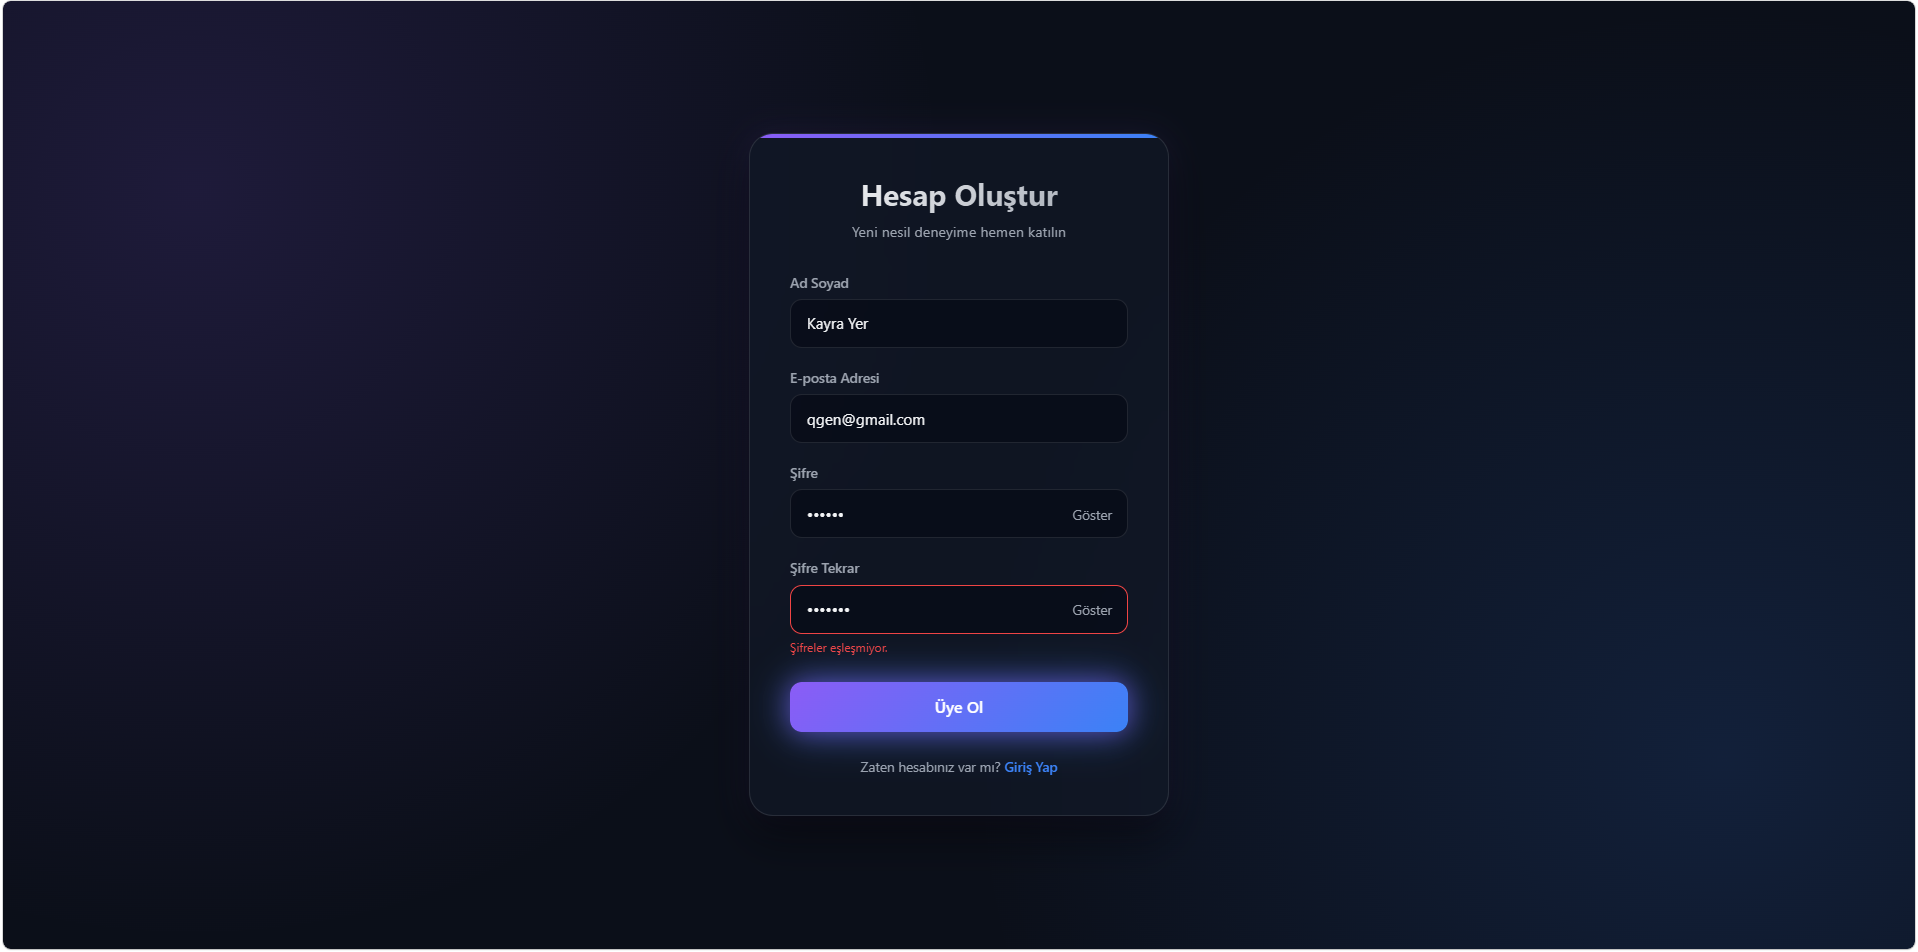 Hesap Oluştur
Yeni nesil deneyime hemen katılın
Ad Soyad
Kayra Yer
E-posta Adresi
qgen@gmail.com
Şifre
•••••• Göster
Şifre Tekrar
••••••• Göster
Şifreler eşleşmiyor.
Üye Ol
Zaten hesabınız var mı? Giriş Yap